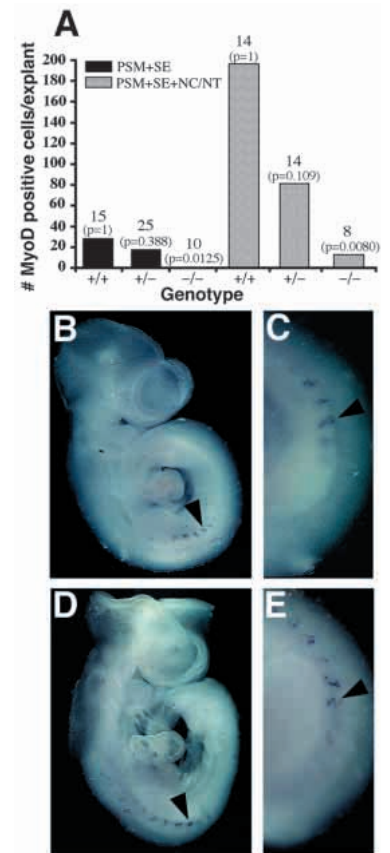 A
# MyoD positive cells/explant
200
180
160
140
120
100
80
60
40
20
0
PSM+SE
PSM+SE+NC/NT
15
(p=1)
25
(p=0.388)
10
(p=0.0125)
14
(p=1)
14
(p=0.109)
8
(p=0.0080)
+/+ +/− −/− +/+ +/− −/−
Genotype
B
C
D
E